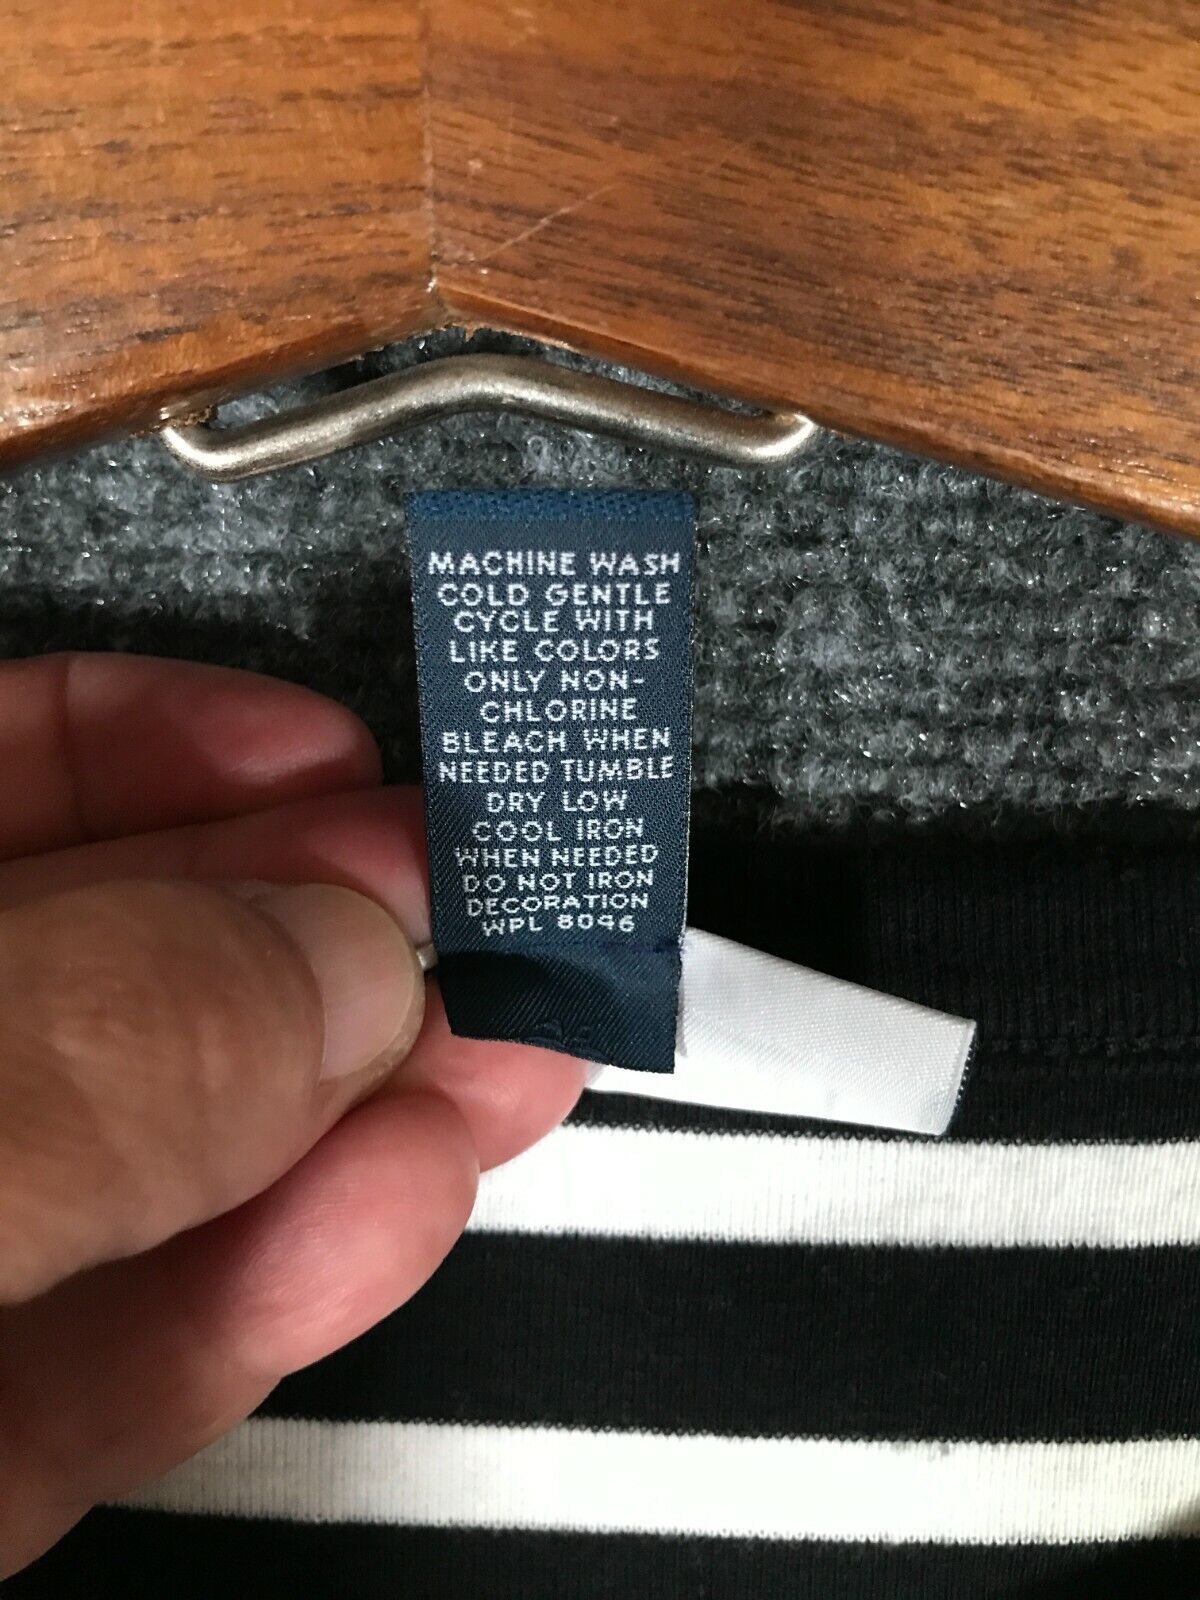 MACHINE WASH
COLD GENTLE
CYCLE WITH
LIKE COLORS
ONLY NON-
CHLORINE
BLEACH WHEN
NEEDED TUMBLE
DRY LOW
COOL IRON
WHEN NEEDED
DO NOT IRON
DECORATION
WPL 8046